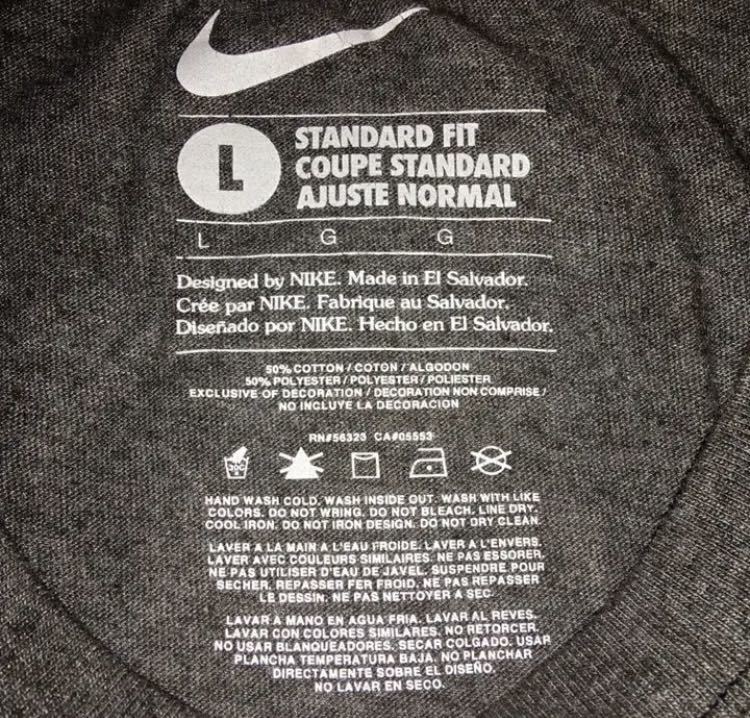 L
STANDARD FIT
COUPE STANDARD
AJUSTE NORMAL
L G G
Designed by NIKE. Made in El Salvador.
Crée par NIKE. Fabrique au Salvador.
Diseñado por NIKE. Hecho en El Salvador.
50% COTTON / COTON / ALGODON
50% POLYESTER / POLYESTER / POLIESTER
EXCLUSIVE OF DECORATION / DECORATION NON COMPRISE /
NO INCLUYE LA DECORACION
RN#56323 CA#05553
30C
HAND WASH COLD. WASH INSIDE OUT. WASH WITH LIKE
COLORS. DO NOT WRING. DO NOT BLEACH. LINE DRY.
COOL IRON. DO NOT IRON DESIGN. DO NOT DRY CLEAN.
LAVER A LA MAIN A L'EAU FROIDE. LAVER A L'ENVERS.
LAVER AVEC COULEURS SIMILAIRES. NE PAS ESSORER.
NE PAS UTILISER D'EAU DE JAVEL. SUSPENDRE POUR
SECHER. REPASSER FER FROID. NE PAS REPASSER
LE DESSIN. NE PAS NETTOYER A SEC.
LAVAR A MANO EN AGUA FRIA. LAVAR AL REVES.
LAVAR CON COLORES SIMILARES. NO RETORCER.
NO USAR BLANQUEADORES. SECAR COLGADO. USAR
PLANCHA TEMPERATURA BAJA. NO PLANCHAR
DIRECTAMENTE SOBRE EL DISEÑO.
NO LAVAR EN SECO.